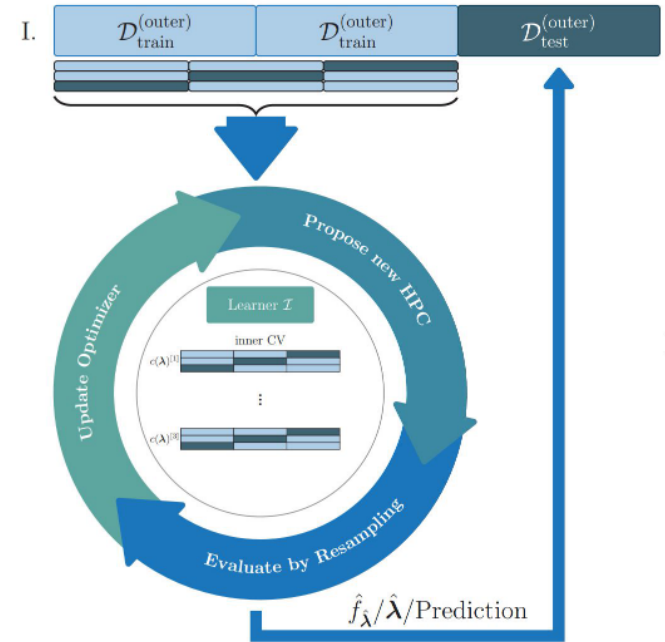 I.
𝒟_train^(outer) 𝒟_train^(outer) 𝒟_test^(outer)
Propose new HPC
Update Optimizer
Learner ℐ
inner CV
c(λ)^[1]
⋮
Evaluate by Resampling
f̂_λ̂/λ̂/Prediction